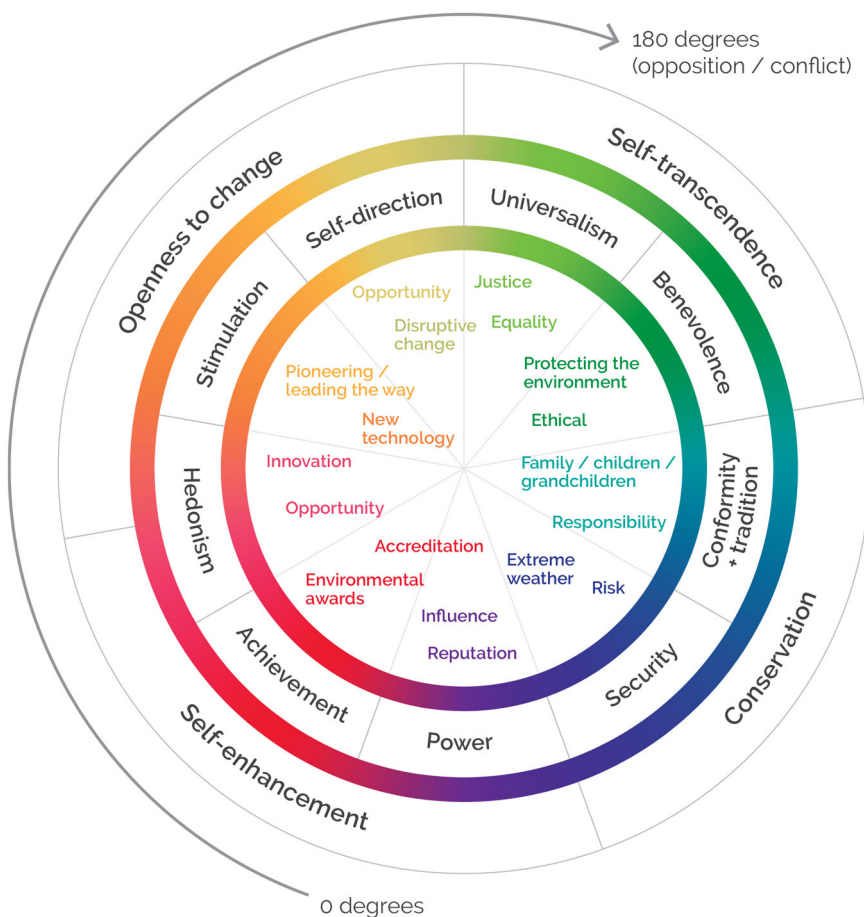 180 degrees
(opposition / conflict)
Openness to change
Self-transcendence
Self-direction
Universalism
Stimulation
Benevolence
Opportunity
Justice
Disruptive
change
Equality
Pioneering /
leading the way
Protecting the
environment
New
technology
Ethical
Innovation
Family / children /
grandchildren
Hedonism
Conformity
+ tradition
Opportunity
Responsibility
Accreditation
Extreme
weather
Environmental
awards
Risk
Influence
Reputation
Achievement
Security
Power
Self-enhancement
Conservation
0 degrees